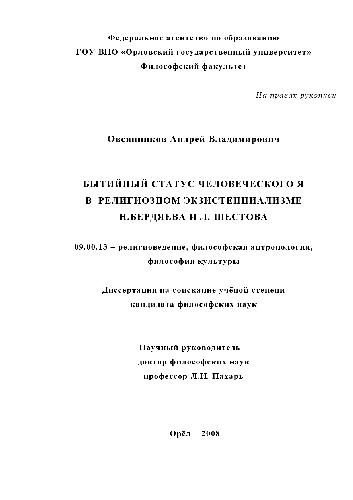 Федеральное агентство по образованию
ГОУ ВПО «Орловский государственный университет»
Философский факультет
На правах рукописи
Овсянников Андрей Владимирович
БЫТИЙНЫЙ СТАТУС ЧЕЛОВЕЧЕСКОГО Я
В РЕЛИГИОЗНОМ ЭКЗИСТЕНЦИАЛИЗМЕ
Н.БЕРДЯЕВА И Л. ШЕСТОВА
09.00.13 – религиоведение, философская антропология,
философия культуры
Диссертация на соискание учёной степени
кандидата философских наук
Научный руководитель
доктор философских наук
профессор Л.И. Пахарь
Орёл – 2008